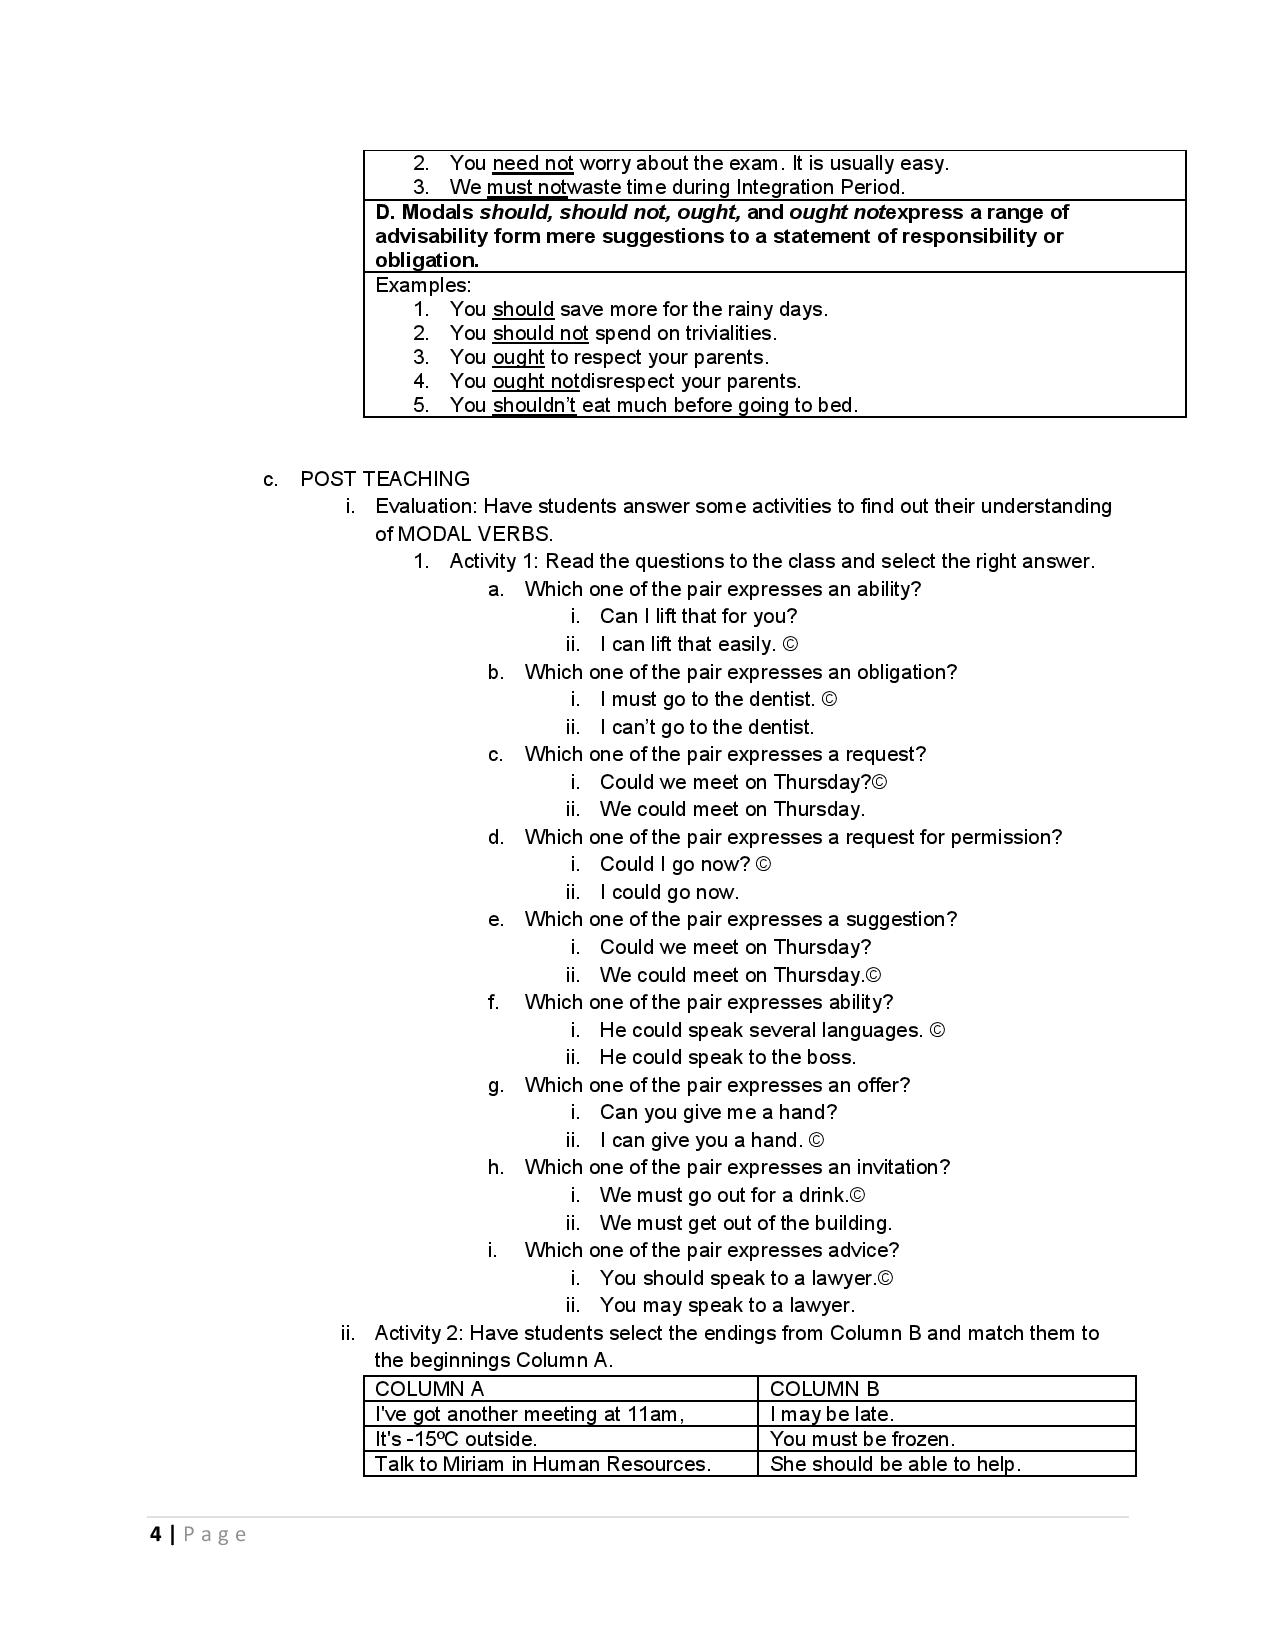 2. You need not worry about the exam. It is usually easy.
3. We must notwaste time during Integration Period.
D. Modals should, should not, ought, and ought notexpress a range of
advisability form mere suggestions to a statement of responsibility or
obligation.
Examples:
1. You should save more for the rainy days.
2. You should not spend on trivialities.
3. You ought to respect your parents.
4. You ought notdisrespect your parents.
5. You shouldn’t eat much before going to bed.
c. POST TEACHING
i. Evaluation: Have students answer some activities to find out their understanding
of MODAL VERBS.
1. Activity 1: Read the questions to the class and select the right answer.
a. Which one of the pair expresses an ability?
i. Can I lift that for you?
ii. I can lift that easily. ©
b. Which one of the pair expresses an obligation?
i. I must go to the dentist. ©
ii. I can’t go to the dentist.
c. Which one of the pair expresses a request?
i. Could we meet on Thursday?©
ii. We could meet on Thursday.
d. Which one of the pair expresses a request for permission?
i. Could I go now? ©
ii. I could go now.
e. Which one of the pair expresses a suggestion?
i. Could we meet on Thursday?
ii. We could meet on Thursday.©
f. Which one of the pair expresses ability?
i. He could speak several languages. ©
ii. He could speak to the boss.
g. Which one of the pair expresses an offer?
i. Can you give me a hand?
ii. I can give you a hand. ©
h. Which one of the pair expresses an invitation?
i. We must go out for a drink.©
ii. We must get out of the building.
i. Which one of the pair expresses advice?
i. You should speak to a lawyer.©
ii. You may speak to a lawyer.
ii. Activity 2: Have students select the endings from Column B and match them to
the beginnings Column A.
COLUMN A COLUMN B
I've got another meeting at 11am, I may be late.
It's -15ºC outside. You must be frozen.
Talk to Miriam in Human Resources. She should be able to help.
4 | Page